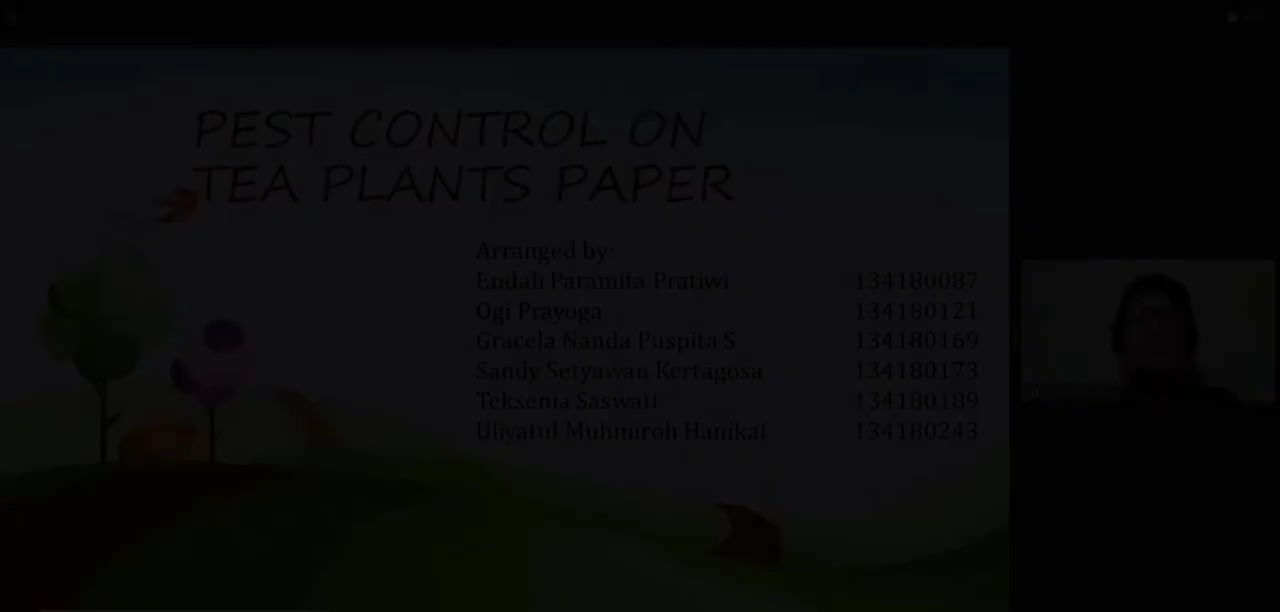 PEST CONTROL ON
TEA PLANTS PAPER
Arranged by:
Endah Paramita Pratiwi 134180087
Ogi Prayoga 134180121
Gracela Nanda Puspita S 134180169
Sandy Setyawan Kertagosa 134180173
Teksenia Saswati 134180189
Uliyatul Muhmiroh Hanikaf 134180243